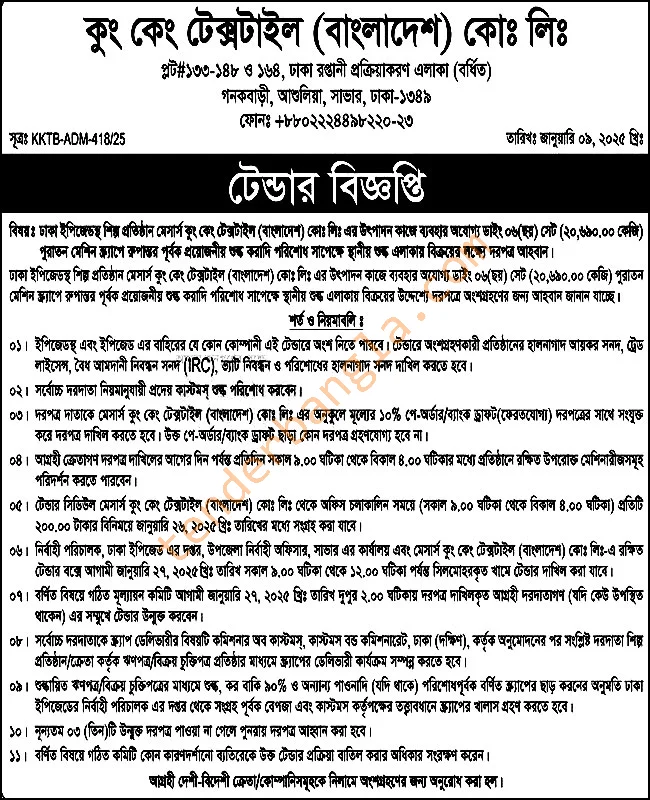 কুং কেং টেক্সটাইল (বাংলাদেশ) কোঃ লিঃ
প্লট#১৩৩-১৪৮ ও ১৬৪, ঢাকা রপ্তানী প্রক্রিয়াকরণ এলাকা (বর্ধিত)
গনকবাড়ী, আশুলিয়া, সাভার, ঢাকা-১৩৪৯
ফোনঃ +৮৮০২২২৪৪৯৮২২০-২৩
সূত্রঃ KKTB-ADM-418/25 তারিখঃ জানুয়ারি ০৯, ২০২৫ খ্রিঃ
টেন্ডার বিজ্ঞপ্তি
বিষয়ঃ ঢাকা ইপিজেডস্থ শিল্প প্রতিষ্ঠান মেসার্স কুং কেং টেক্সটাইল (বাংলাদেশ) কোঃ লিঃ এর উৎপাদন কাজে ব্যবহার অযোগ্য ডাইং ০৬(ছয়) সেট (২০,৬৯০.০০ কেজি)
পুরাতন মেশিন স্ক্র্যাপে রুপান্তর পূর্বক প্রয়োজনীয় শুল্ক করাদি পরিশোধ সাপেক্ষে স্থানীয় শুল্ক এলাকায় বিক্রয়ের লক্ষ্যে দরপত্র আহবান।
ঢাকা ইপিজেডস্থ শিল্প প্রতিষ্ঠান মেসার্স কুং কেং টেক্সটাইল (বাংলাদেশ) কোঃ লিঃ এর উৎপাদন কাজে ব্যবহার অযোগ্য ডাইং ০৬(ছয়) সেট (২০,৬৯০.০০ কেজি) পুরাতন
মেশিন স্ক্র্যাপে রুপান্তর পূর্বক প্রয়োজনীয় শুল্ক করাদি পরিশোধ সাপেক্ষে স্থানীয় শুল্ক এলাকায় বিক্রয়ের উদ্দেশ্যে দরপত্রে অংশগ্রহণের জন্য আহবান জানান যাচ্ছে।
শর্ত ও নিয়মাবলি ঃ
০১। ইপিজেডস্থ এবং ইপিজেড এর বাহিরের যে কোন কোম্পানী এই টেন্ডারে অংশ নিতে পারবে। টেন্ডারে অংশগ্রহণকারী প্রতিষ্ঠানের হালনাগাদ আয়কর সনদ, ট্রেড
লাইসেন্স, বৈধ আমদানী নিবন্ধন সনদ (IRC), ভ্যাট নিবন্ধন ও পরিশোধের হালনাগাদ সনদ দাখিল করতে হবে।
০২। সর্বোচ্চ দরদাতা নিয়মানুযায়ী প্রদেয় কাস্টমস্ শুল্ক পরিশোধ করবেন।
০৩। দরপত্র দাতাকে মেসার্স কুং কেং টেক্সটাইল (বাংলাদেশ) কোঃ লিঃ এর অনুকুলে মূল্যের ১০% পে-অর্ডার/ব্যাংক ড্রাফট(ফেরতযোগ্য) দরপত্রের সাথে সংযুক্ত
করে দরপত্র দাখিল করতে হবে। উক্ত পে-অর্ডার/ব্যাংক ড্রাফট ছাড়া কোন দরপত্র গ্রহণযোগ্য হবে না।
০৪। আগ্রহী ক্রেতাগণ দরপত্র দাখিলের আগের দিন পর্যন্ত প্রতিদিন সকাল ৯.০০ ঘটিকা থেকে বিকাল ৪.০০ ঘটিকার মধ্যে প্রতিষ্ঠানে রক্ষিত উপরোক্ত মেশিনারীজসমূহ
পরিদর্শন করতে পারবেন।
০৫। টেন্ডার সিডিউল মেসার্স কুং কেং টেক্সটাইল (বাংলাদেশ) কোঃ লিঃ থেকে অফিস চলাকালিন সময়ে (সকাল ৯.০০ ঘটিকা থেকে বিকাল ৪.০০ ঘটিকা) প্রতিটি
২০০.০০ টাকার বিনিময়ে জানুয়ারি ২৬, ২০২৫খ্রিঃ তারিখের মধ্যে সংগ্রহ করা যাবে।
০৬। নির্বাহী পরিচালক, ঢাকা ইপিজেড এর দপ্তর, উপজেলা নির্বাহী অফিসার, সাভার এর কার্যালয় এবং মেসার্স কুং কেং টেক্সটাইল (বাংলাদেশ) কোঃ লিঃ-এ রক্ষিত
টেন্ডার বক্সে আগামী জানুয়ারি ২৭, ২০২৫খ্রিঃ তারিখ সকাল ৯.০০ ঘটিকা থেকে ১২.০০ ঘটিকা পর্যন্ত সিলমোহরকৃত খামে টেন্ডার দাখিল করা যাবে।
০৭। বর্ণিত বিষয়ে গঠিত মূল্যায়ন কমিটি আগামী জানুয়ারি ২৭, ২০২৫ খ্রিঃ তারিখ দুপুর ২.০০ ঘটিকায় দরপত্র দাখিলকৃত আগ্রহী দরদাতাগণ (যদি কেউ উপস্থিত
থাকেন) এর সম্মুখে টেন্ডার উন্মুক্ত করবেন।
০৮। সর্বোচ্চ দরদাতাকে স্ক্র্যাপ ডেলিভারীর বিষয়টি কমিশনার অব কাস্টমস্, কাস্টমস বন্ড কমিশনারেট, ঢাকা (দক্ষিণ), কর্তৃক অনুমোদনের পর সংশ্লিষ্ট দরদাতা শিল্প
প্রতিষ্ঠান/ক্রেতা কর্তৃক ঋণপত্র/বিক্রয় চুক্তিপত্র প্রতিষ্ঠার মাধ্যমে স্ক্র্যাপের ডেলিভারী কার্যক্রম সম্পন্ন করতে হবে।
০৯। শুল্কায়িত ঋণপত্র/বিক্রয় চুক্তিপত্রের মাধ্যমে শুল্ক, কর বাকি ৯০% ও অন্যান্য পাওনাদি (যদি থাকে) পরিশোধপূর্বক বর্ণিত স্ক্র্যাপের ছাড় করনের অনুমতি ঢাকা
ইপিজেডের নির্বাহী পরিচালক এর দপ্তর থেকে সংগ্রহ পূর্বক বেপজা এবং কাস্টমস কর্তৃপক্ষের তত্ত্বাবধানে স্ক্র্যাপের খালাস গ্রহণ করতে হবে।
১০। নূন্যতম ০৩ (তিন)টি উন্মুক্ত দরপত্র পাওয়া না গেলে পুনরায় দরপত্র আহ্বান করা হবে।
১১। বর্ণিত বিষয়ে গঠিত কমিটি কোন কারণদর্শানো ব্যতিরেকে উক্ত টেন্ডার প্রক্রিয়া বাতিল করার অধিকার সংরক্ষণ করেন।
আগ্রহী দেশী-বিদেশী ক্রেতা/কোম্পানিসমূহকে নিলামে অংশগ্রহণের জন্য অনুরোধ করা হল।
tenderbangla.com